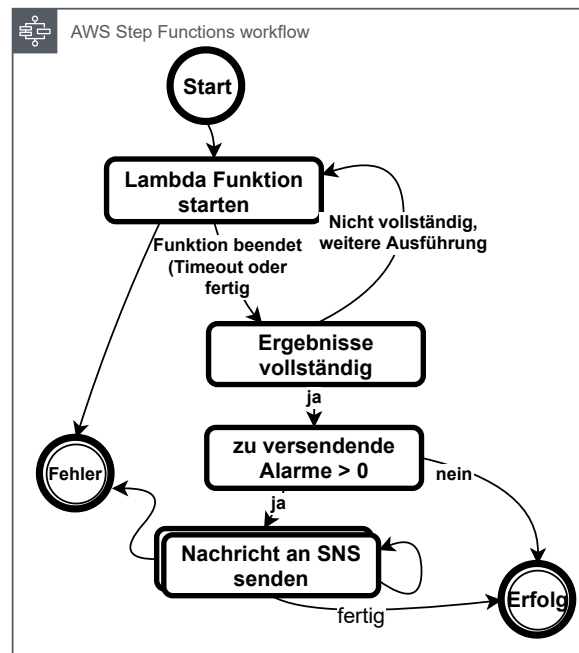 AWS Step Functions workflow
Start
Lambda Funktion
starten
Nicht vollständig,
weitere Ausführung
Funktion beendet
(Timeout oder
fertig
Ergebnisse
vollständig
ja
zu versendende
Alarme > 0
nein
Fehler
ja
Nachricht an SNS
senden
Erfolg
fertig